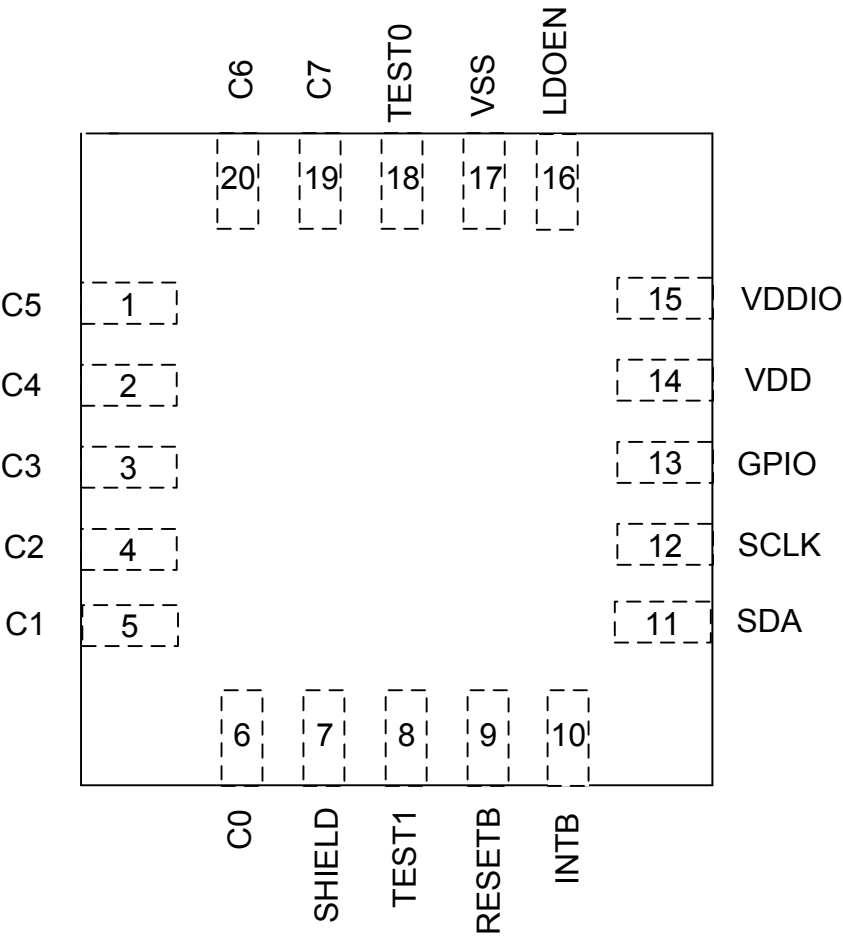 C6 C7 TEST0 VSS LDOEN
20 19 18 17 16
C5 1 15 VDDIO
C4 2 14 VDD
C3 3 13 GPIO
C2 4 12 SCLK
C1 5 11 SDA
6 7 8 9 10
C0 SHIELD TEST1 RESETB INTB